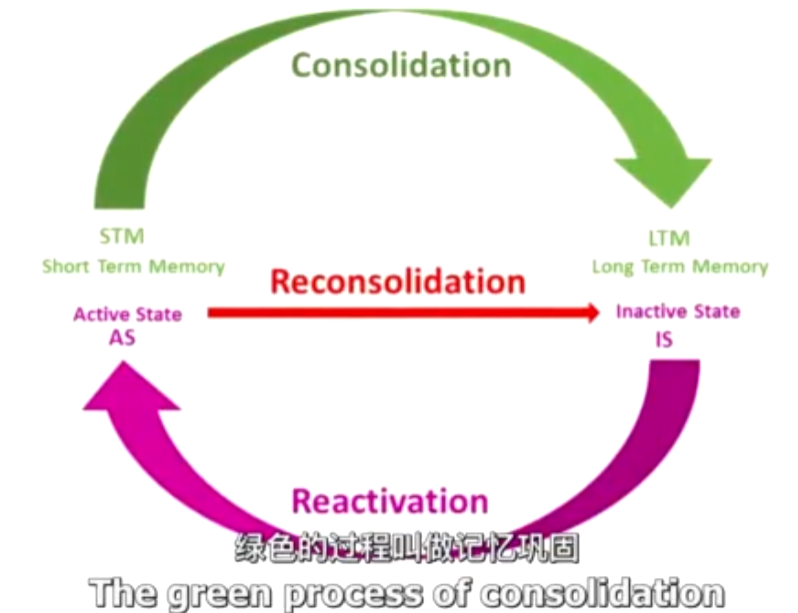 Consolidation
STM
Short Term Memory
LTM
Long Term Memory
Reconsolidation
Active State
AS
Inactive State
IS
Reactivation
绿色的过程叫做记忆巩固
The green process of consolidation